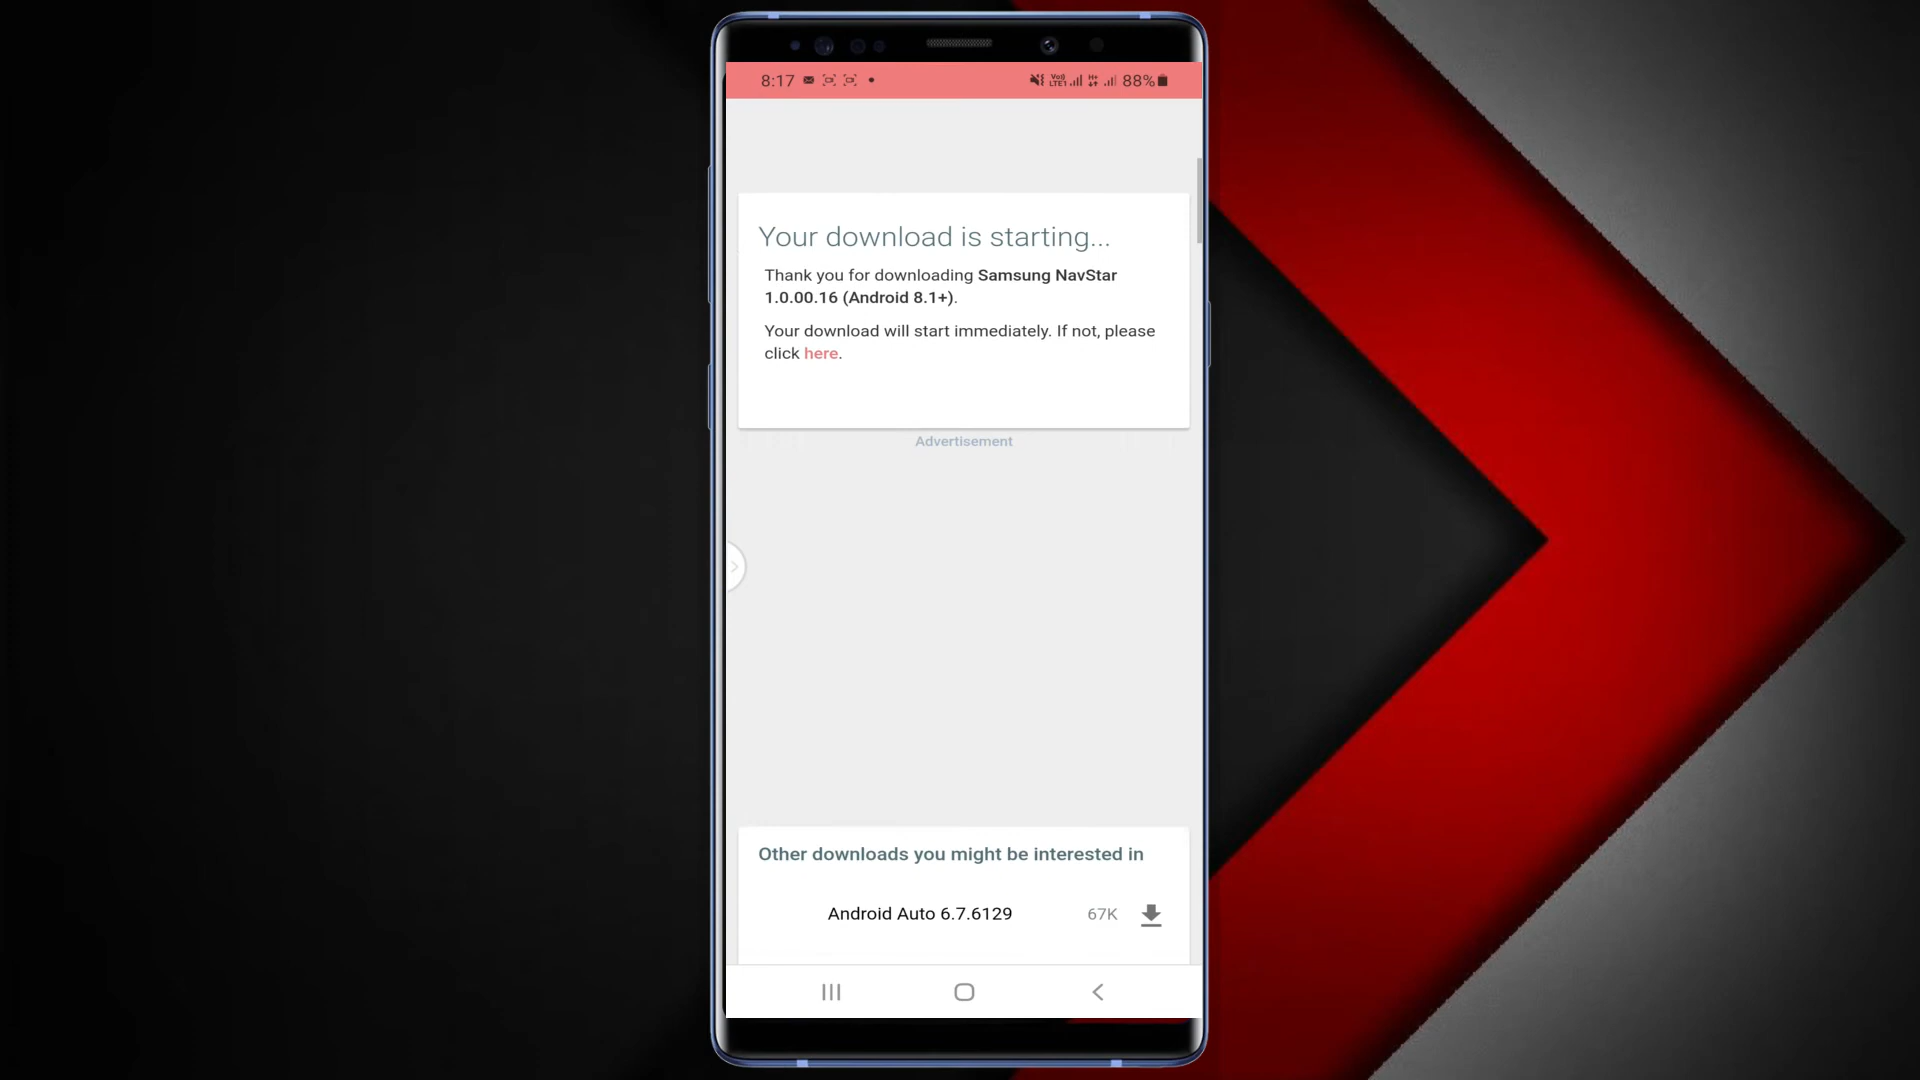 8:17 88%
Your download is starting...
Thank you for downloading Samsung NavStar
1.0.00.16 (Android 8.1+).
Your download will start immediately. If not, please
click here.
Advertisement
Other downloads you might be interested in
Android Auto 6.7.6129 67K